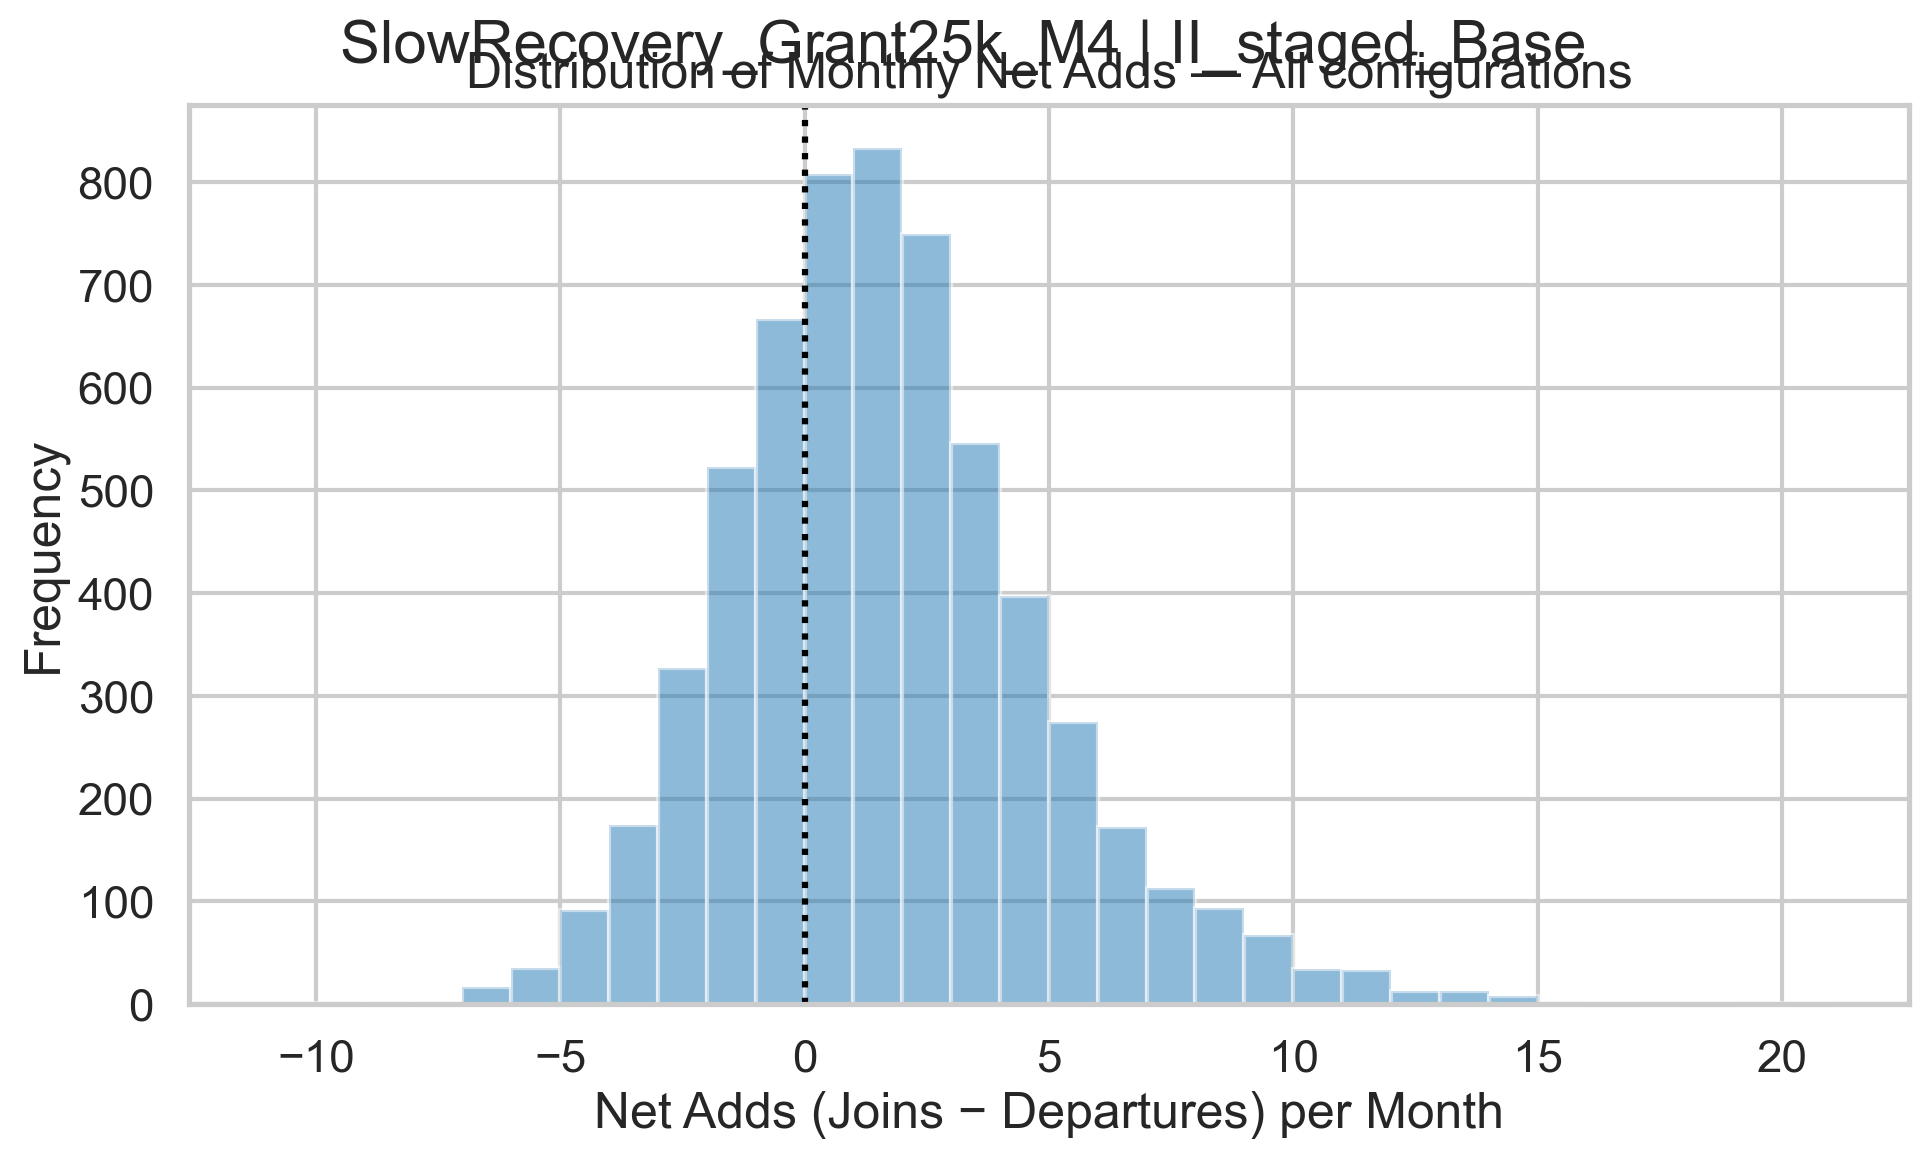 SlowRecovery_Grant25k_M4 | II_staged_Base
Distribution of Monthly Net Adds — All configurations
800
700
600
500
400
300
200
100
0
Frequency
−10 −5 0 5 10 15 20
Net Adds (Joins − Departures) per Month